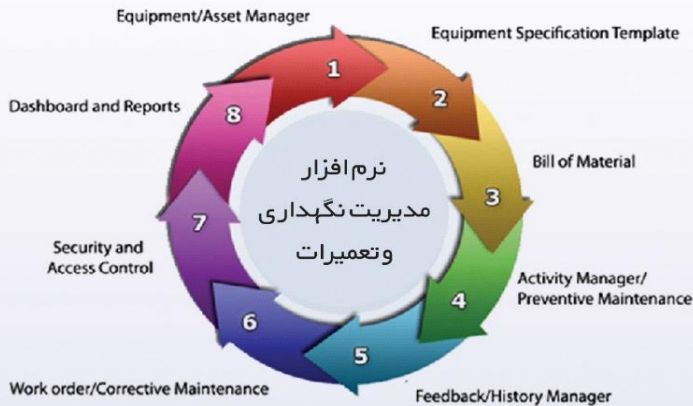 Equipment/Asset Manager
Equipment Specification Template
Dashboard and Reports
1
2
8
Bill of Material
3
نرم افزار
مدیریت نگهداری
و تعمیرات
7
Security and
Access Control
Activity Manager/
Preventive Maintenance
4
6
5
Work order/Corrective Maintenance
Feedback/History Manager